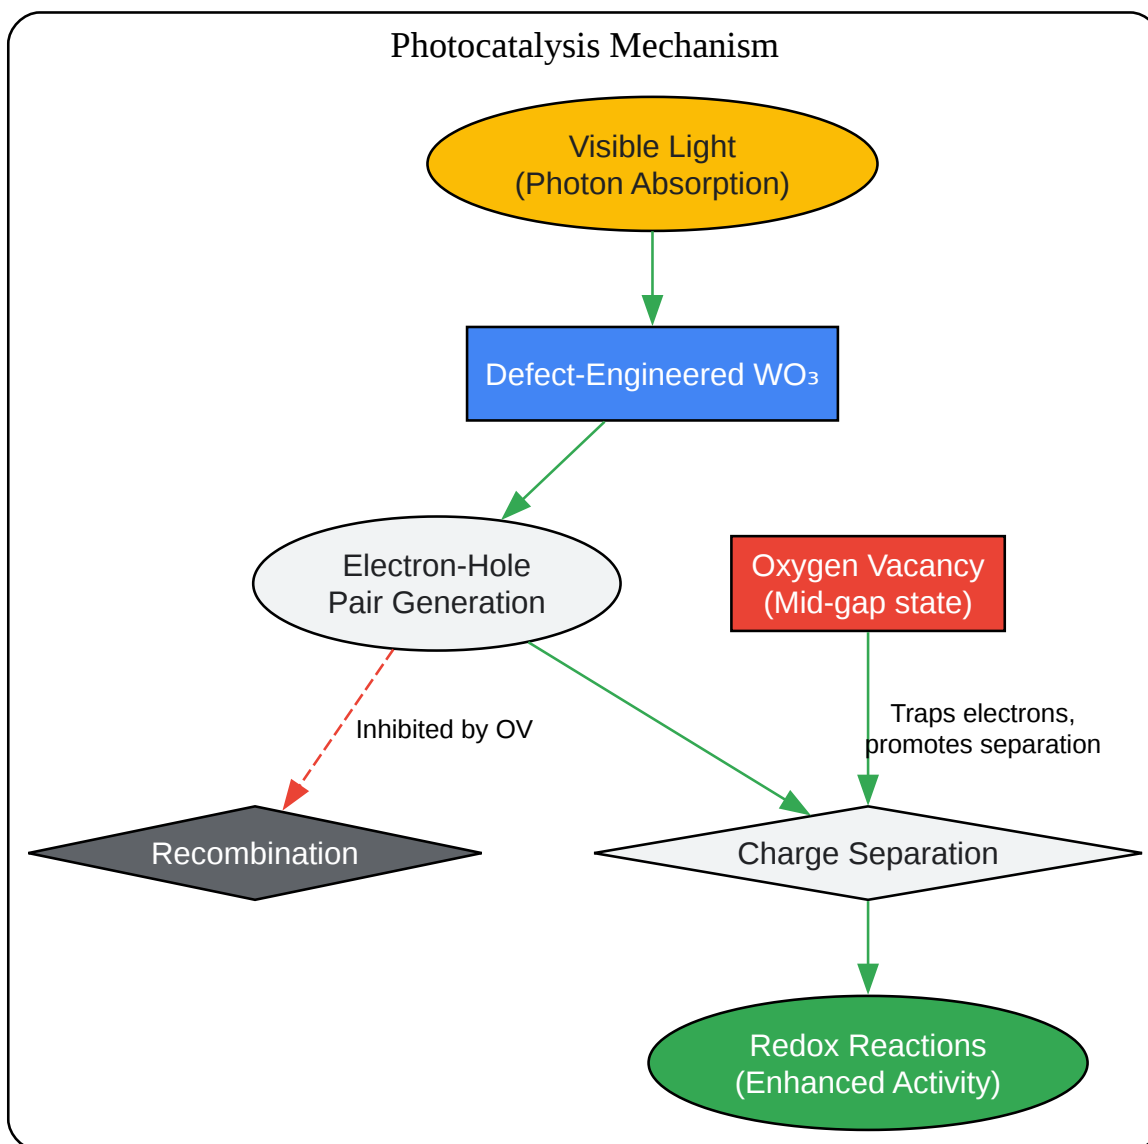 Photocatalysis Mechanism
Visible Light
(Photon Absorption)
Defect-Engineered WO₃
Electron-Hole
Pair Generation
Oxygen Vacancy
(Mid-gap state)
Inhibited by OV
Traps electrons,
promotes separation
Recombination
Charge Separation
Redox Reactions
(Enhanced Activity)